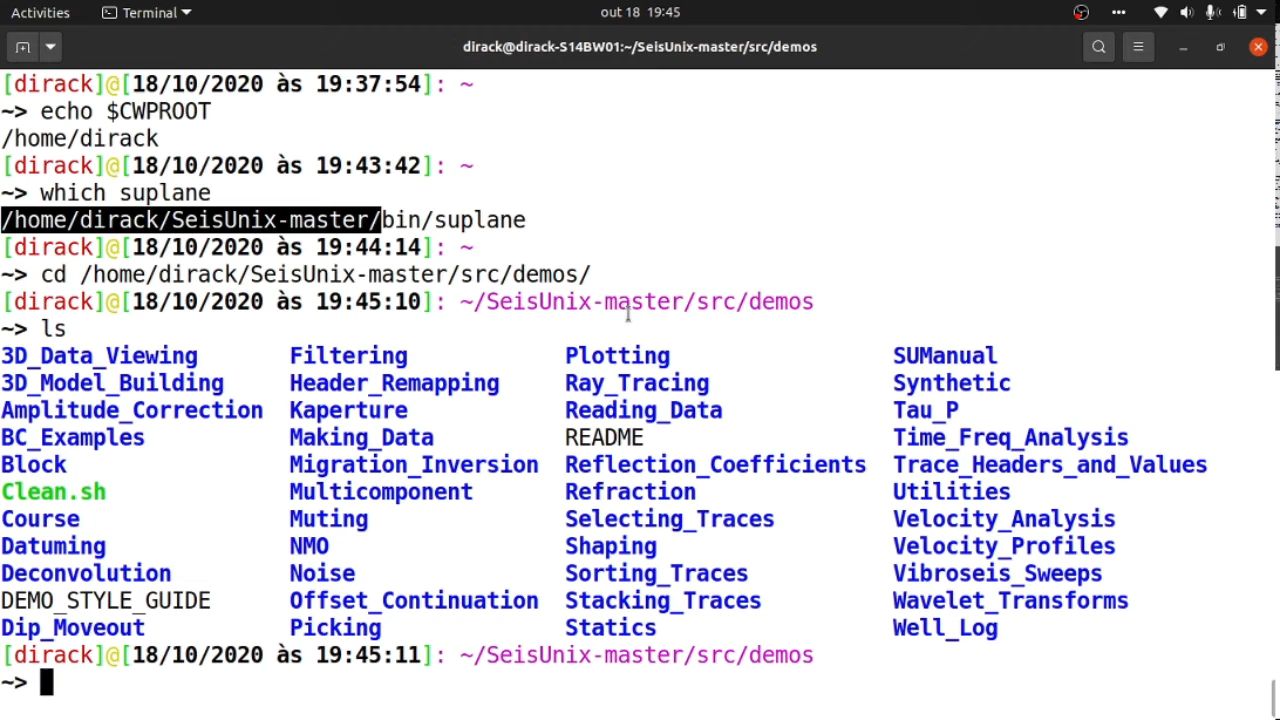 Activities Terminal out 18 19:45
dirack@dirack-S14BW01:~/SeisUnix-master/src/demos
[dirack]@[18/10/2020 às 19:37:54]: ~
~> echo $CWPROOT
/home/dirack
[dirack]@[18/10/2020 às 19:43:42]: ~
~> which suplane
/home/dirack/SeisUnix-master/bin/suplane
[dirack]@[18/10/2020 às 19:44:14]: ~
~> cd /home/dirack/SeisUnix-master/src/demos/
[dirack]@[18/10/2020 às 19:45:10]: ~/SeisUnix-master/src/demos
~> ls
3D_Data_Viewing Filtering Plotting SUManual
3D_Model_Building Header_Remapping Ray_Tracing Synthetic
Amplitude_Correction Kaperture Reading_Data Tau_P
BC_Examples Making_Data README Time_Freq_Analysis
Block Migration_Inversion Reflection_Coefficients Trace_Headers_and_Values
Clean.sh Multicomponent Refraction Utilities
Course Muting Selecting_Traces Velocity_Analysis
Datuming NMO Shaping Velocity_Profiles
Deconvolution Noise Sorting_Traces Vibroseis_Sweeps
DEMO_STYLE_GUIDE Offset_Continuation Stacking_Traces Wavelet_Transforms
Dip_Moveout Picking Statics Well_Log
[dirack]@[18/10/2020 às 19:45:11]: ~/SeisUnix-master/src/demos
~>